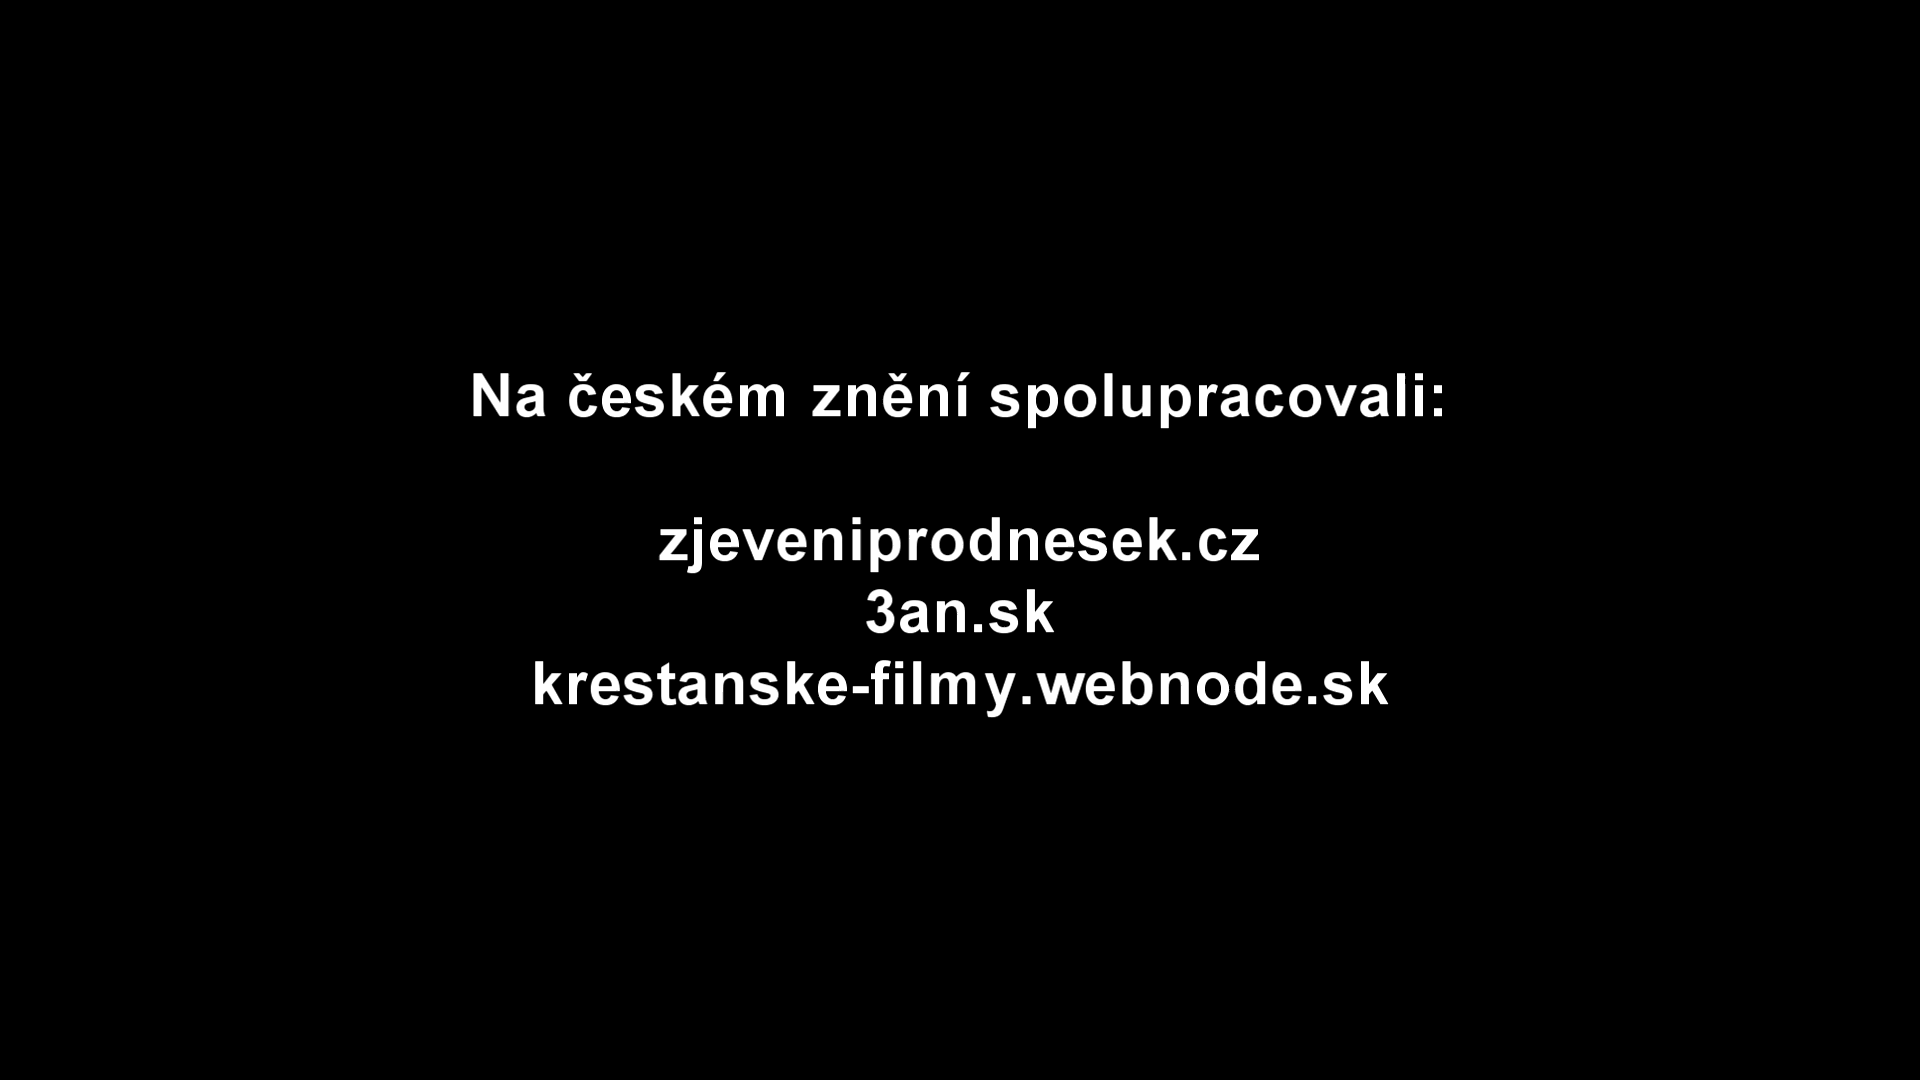 Na českém znění spolupracovali:
zjeveniprodnesek.cz
3an.sk
krestanske-filmy.webnode.sk